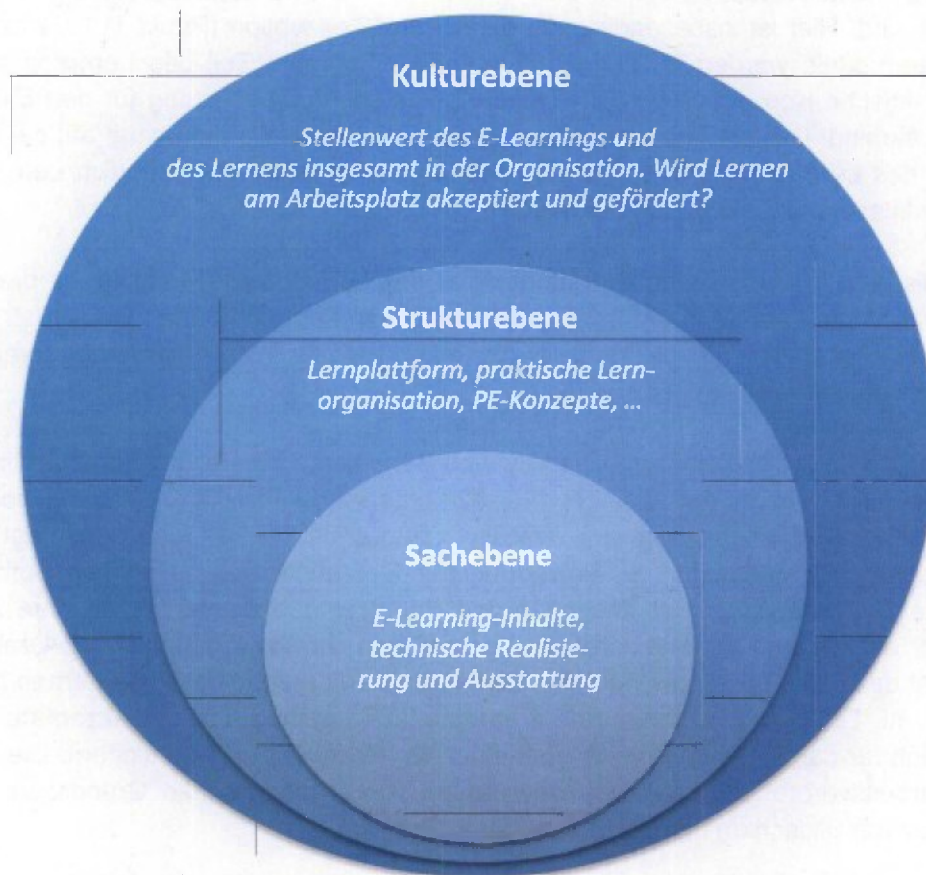 Kulturebene
Stellenwert des E-Learnings und
des Lernens insgesamt in der Organisation. Wird Lernen
am Arbeitsplatz akzeptiert und gefördert?
Strukturebene
Lernplattform, praktische Lern-
organisation, PE-Konzepte, ...
Sachebene
E-Learning-Inhalte,
technische Realisie-
rung und Ausstattung